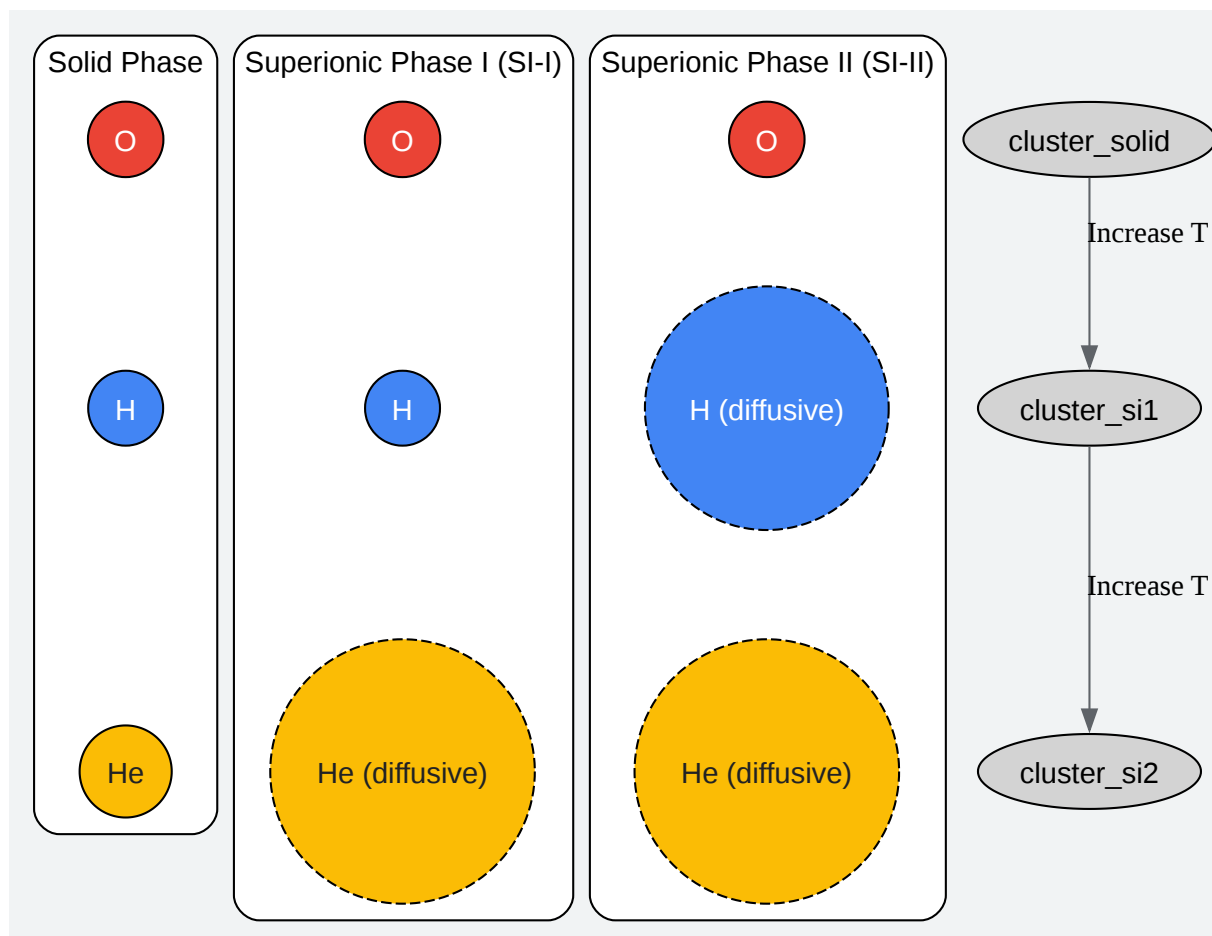 Solid Phase
Superionic Phase I (SI-I)
Superionic Phase II (SI-II)
O
O
O
cluster_solid
Increase T
H
H
H (diffusive)
cluster_si1
Increase T
He
He (diffusive)
He (diffusive)
cluster_si2